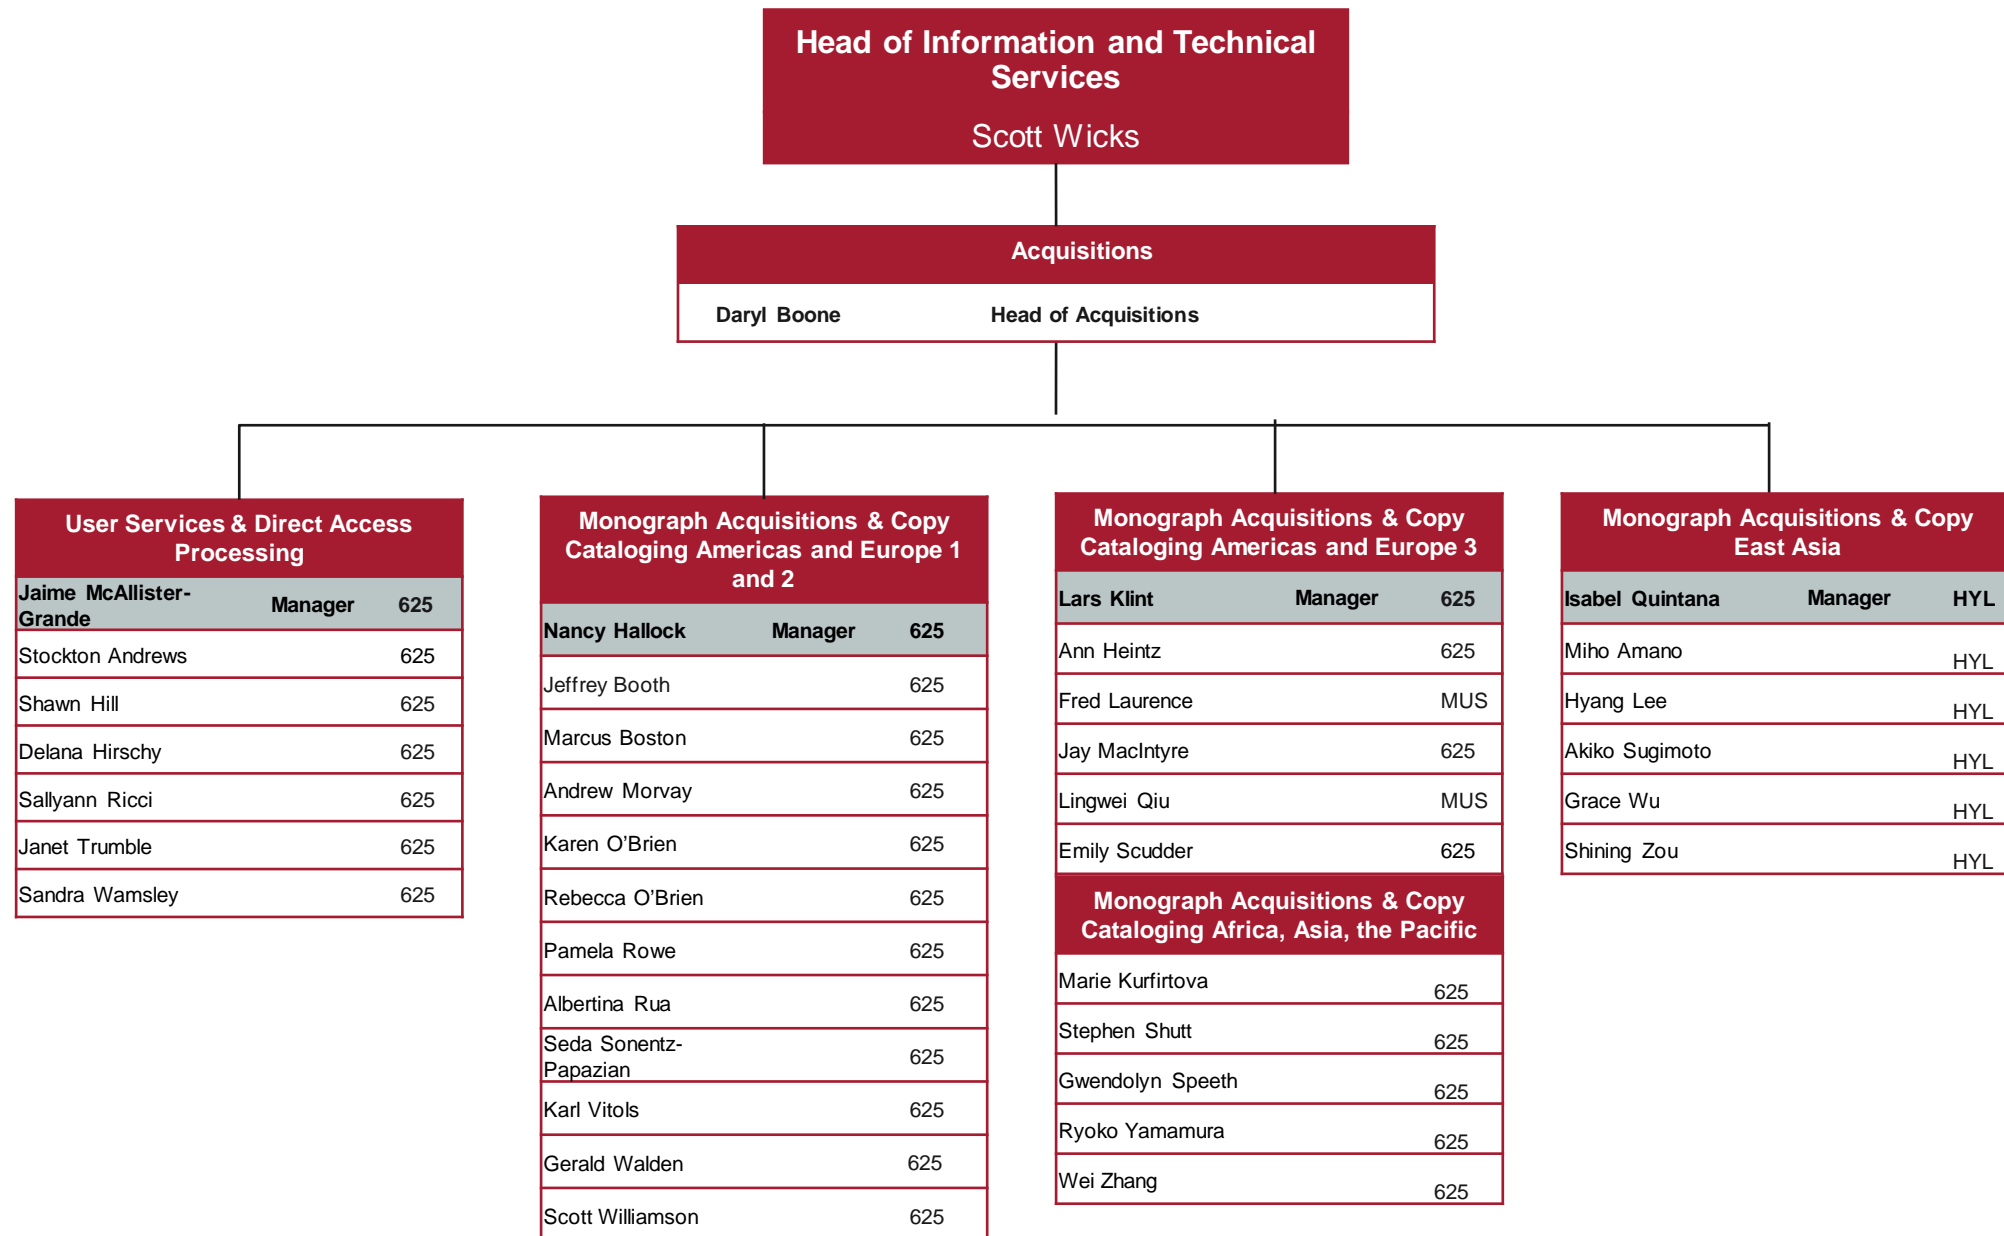 Head of Information and Technical
Services
Scott Wicks
Acquisitions
Daryl Boone Head of Acquisitions
User Services & Direct Access
Processing
Jaime McAllister-
Grande Manager 625
Stockton Andrews 625
Shawn Hill 625
Delana Hirschy 625
Sallyann Ricci 625
Janet Trumble 625
Sandra Wamsley 625
Monograph Acquisitions & Copy
Cataloging Americas and Europe 1
and 2
Nancy Hallock Manager 625
Jeffrey Booth 625
Marcus Boston 625
Andrew Morvay 625
Karen O’Brien 625
Rebecca O’Brien 625
Pamela Rowe 625
Albertina Rua 625
Seda Sonentz-
Papazian 625
Karl Vitols 625
Gerald Walden 625
Scott Williamson 625
Monograph Acquisitions & Copy
Cataloging Americas and Europe 3
Lars Klint Manager 625
Ann Heintz 625
Fred Laurence MUS
Jay MacIntyre 625
Lingwei Qiu MUS
Emily Scudder 625
Monograph Acquisitions & Copy
Cataloging Africa, Asia, the Pacific
Marie Kurfirtova 625
Stephen Shutt 625
Gwendolyn Speeth 625
Ryoko Yamamura 625
Wei Zhang 625
Monograph Acquisitions & Copy
East Asia
Isabel Quintana Manager HYL
Miho Amano HYL
Hyang Lee HYL
Akiko Sugimoto HYL
Grace Wu HYL
Shining Zou HYL